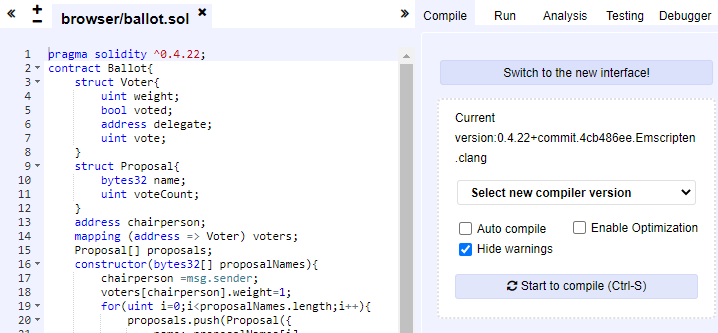 « + - browser/ballot.sol × » Compile Run Analysis Testing Debugger
1 pragma solidity ^0.4.22;
2 contract Ballot{
3 struct Voter{
4 uint weight;
5 bool voted;
6 address delegate;
7 uint vote;
8 }
9 struct Proposal{
10 bytes32 name;
11 uint voteCount;
12 }
13 address chairperson;
14 mapping (address => Voter) voters;
15 Proposal[] proposals;
16 constructor(bytes32[] proposalNames){
17 chairperson =msg.sender;
18 voters[chairperson].weight=1;
19 for(uint i=0;i<proposalNames.length;i++){
20 proposals.push(Proposal({
Switch to the new interface!
Current
version:0.4.22+commit.4cb486ee.Emscripten
.clang
Select new compiler version
Auto compile Enable Optimization
Hide warnings
Start to compile (Ctrl-S)